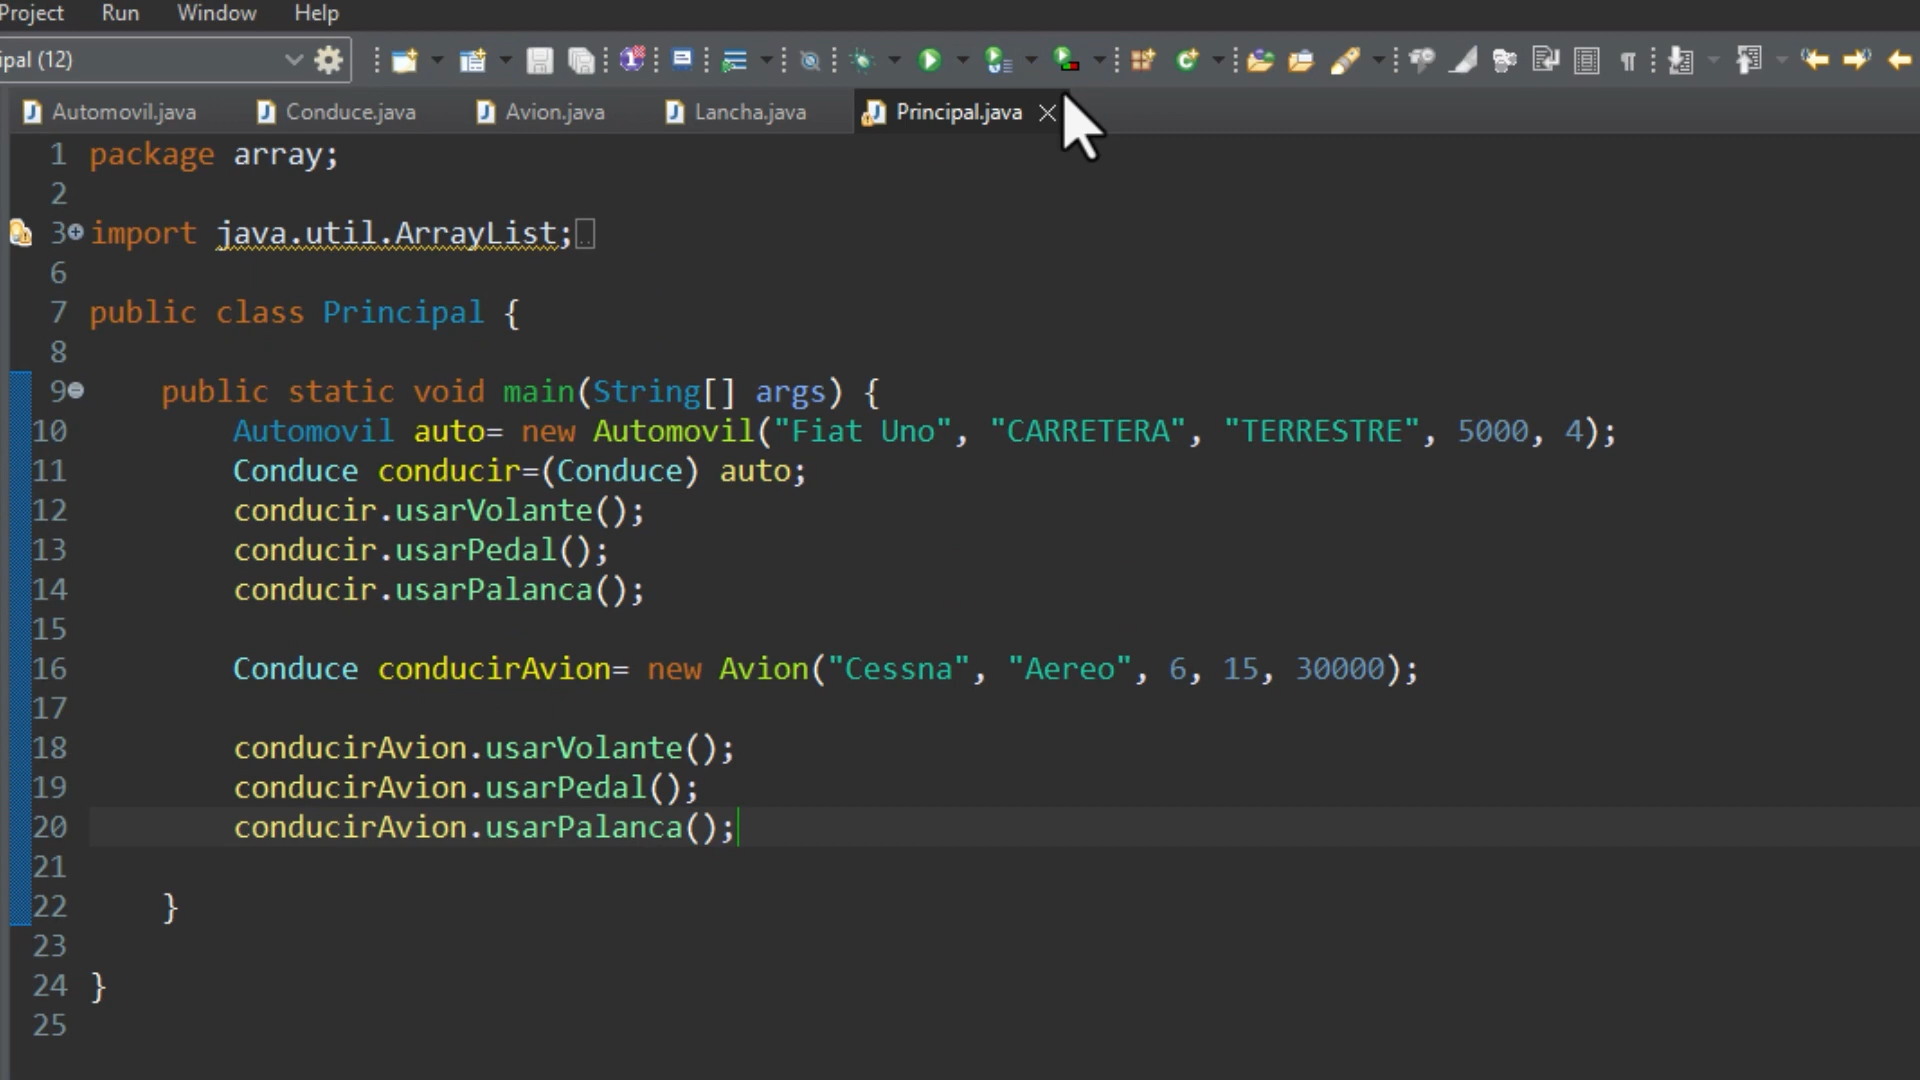 Project Run Window Help
ipal (12)
Automovil.java Conduce.java Avion.java Lancha.java Principal.java
1 package array;
2
3 import java.util.ArrayList;
6
7 public class Principal {
8
9 public static void main(String[] args) {
10 Automovil auto= new Automovil("Fiat Uno", "CARRETERA", "TERRESTRE", 5000, 4);
11 Conduce conducir=(Conduce) auto;
12 conducir.usarVolante();
13 conducir.usarPedal();
14 conducir.usarPalanca();
15
16 Conduce conducirAvion= new Avion("Cessna", "Aereo", 6, 15, 30000);
17
18 conducirAvion.usarVolante();
19 conducirAvion.usarPedal();
20 conducirAvion.usarPalanca();
21
22 }
23
24 }
25